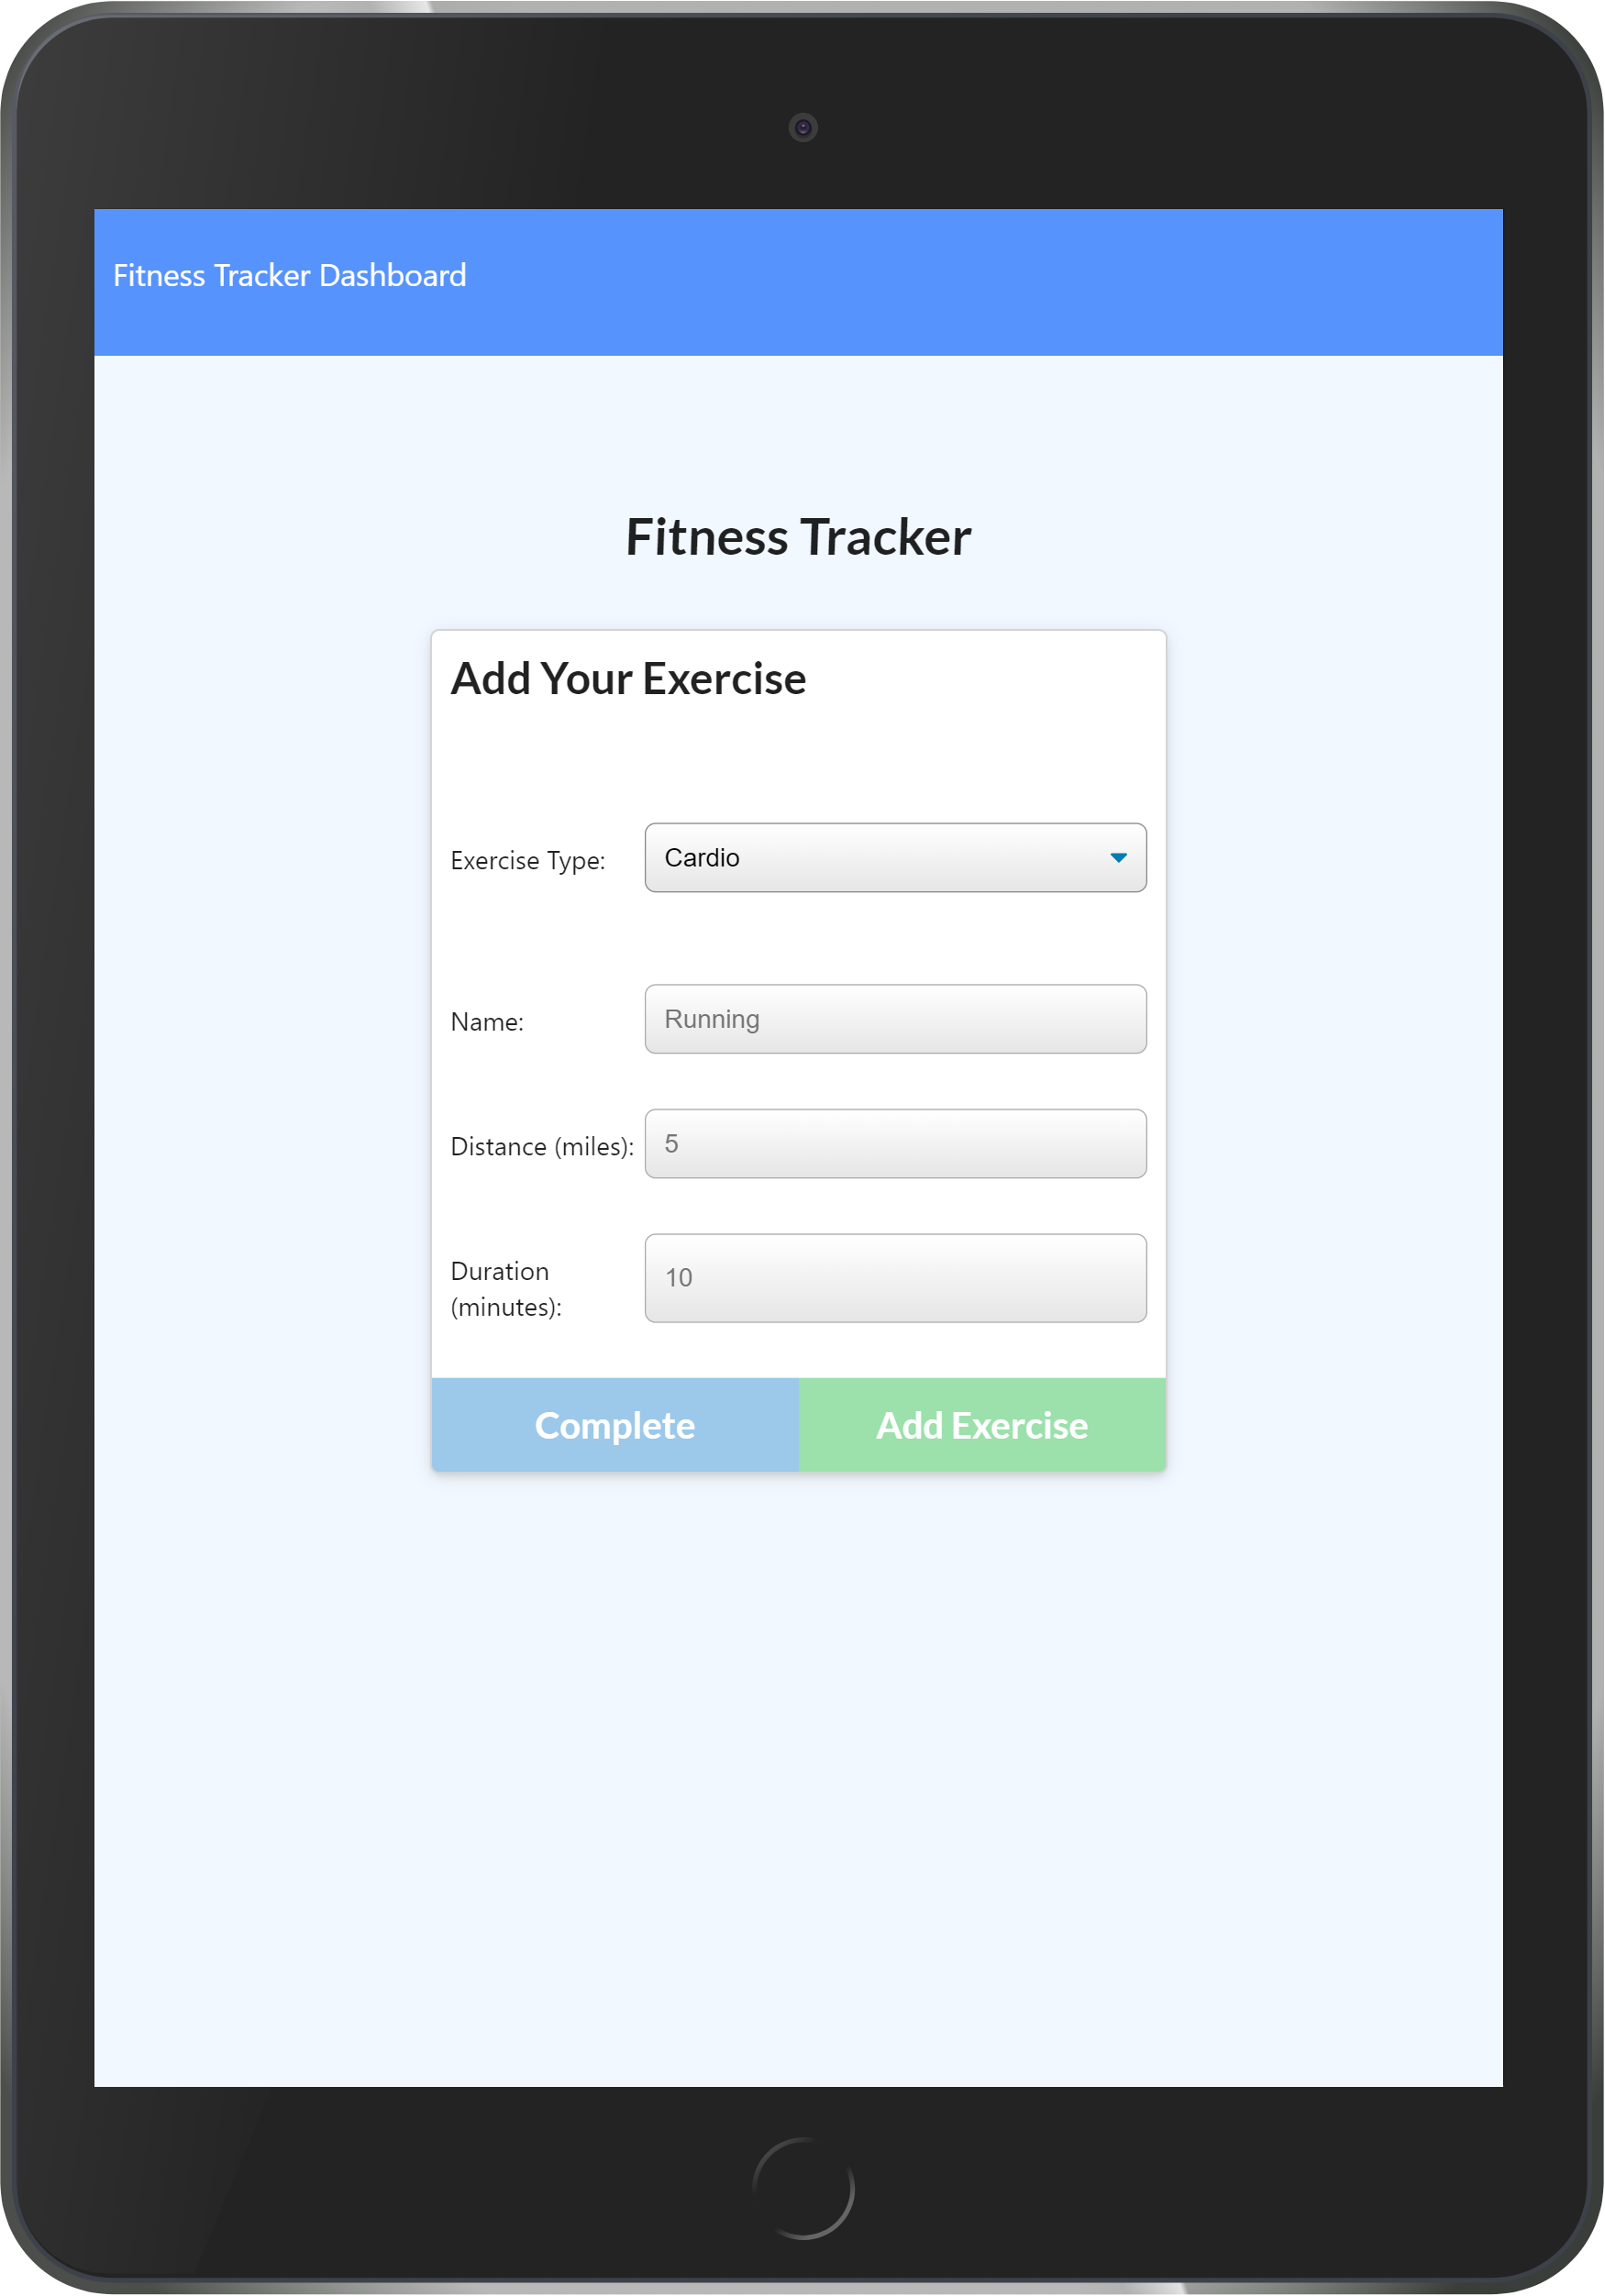 Fitness Tracker Dashboard
Fitness Tracker
Add Your Exercise
Exercise Type:
Cardio
Name:
Running
Distance (miles):
5
Duration
(minutes):
10
Complete
Add Exercise